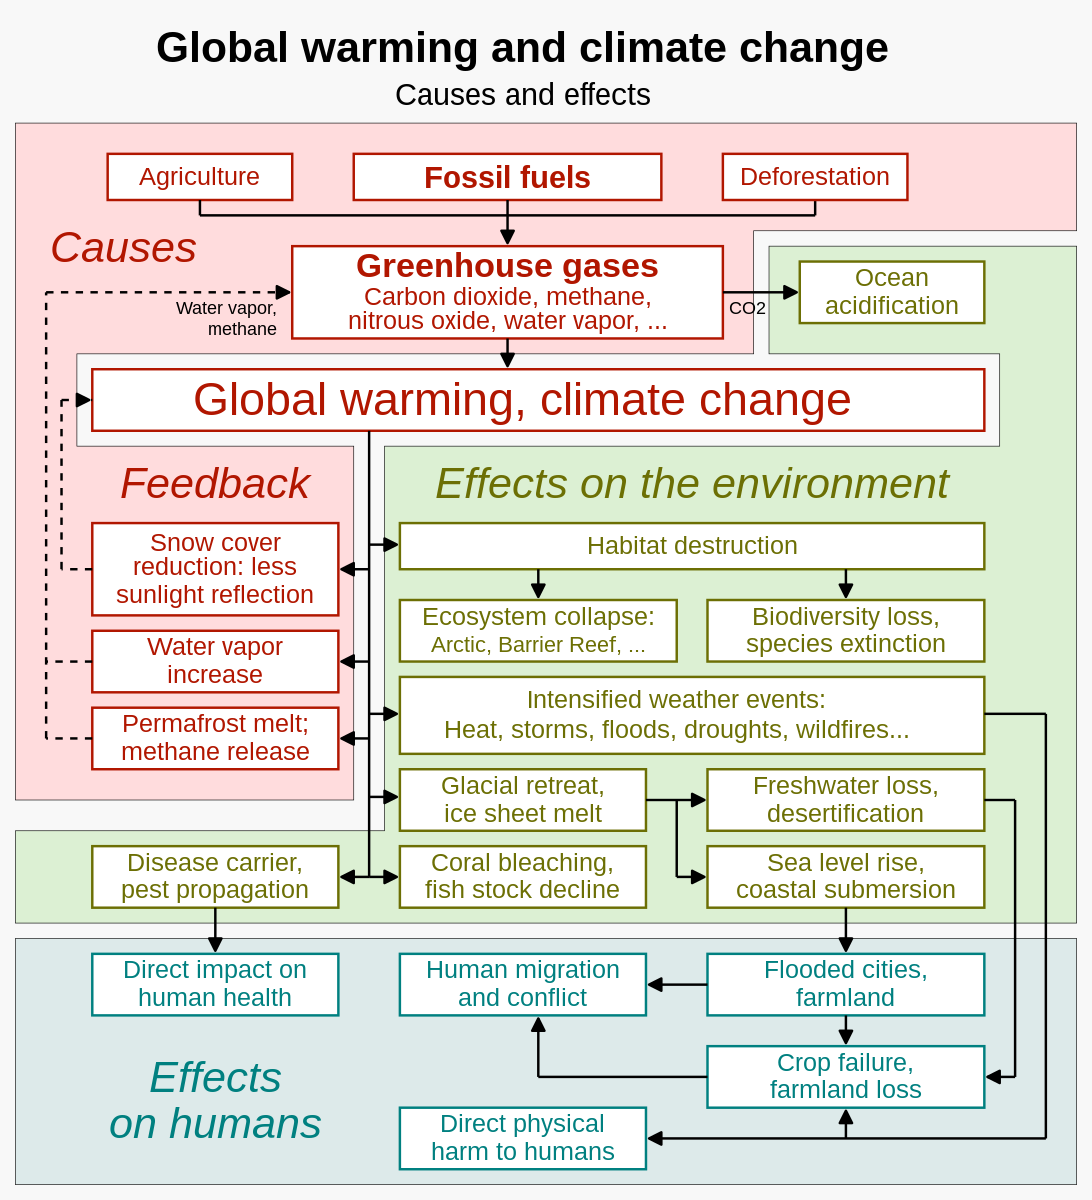 Global warming and climate change
Causes and effects
Agriculture
Fossil fuels
Deforestation
Causes
Greenhouse gases
Carbon dioxide, methane,
nitrous oxide, water vapor, ...
Water vapor,
methane
CO2
Ocean
acidification
Global warming, climate change
Feedback
Effects on the environment
Snow cover
reduction: less
sunlight reflection
Water vapor
increase
Permafrost melt;
methane release
Habitat destruction
Ecosystem collapse:
Arctic, Barrier Reef, ...
Biodiversity loss,
species extinction
Intensified weather events:
Heat, storms, floods, droughts, wildfires...
Glacial retreat,
ice sheet melt
Freshwater loss,
desertification
Disease carrier,
pest propagation
Coral bleaching,
fish stock decline
Sea level rise,
coastal submersion
Direct impact on
human health
Human migration
and conflict
Flooded cities,
farmland
Effects
on humans
Crop failure,
farmland loss
Direct physical
harm to humans